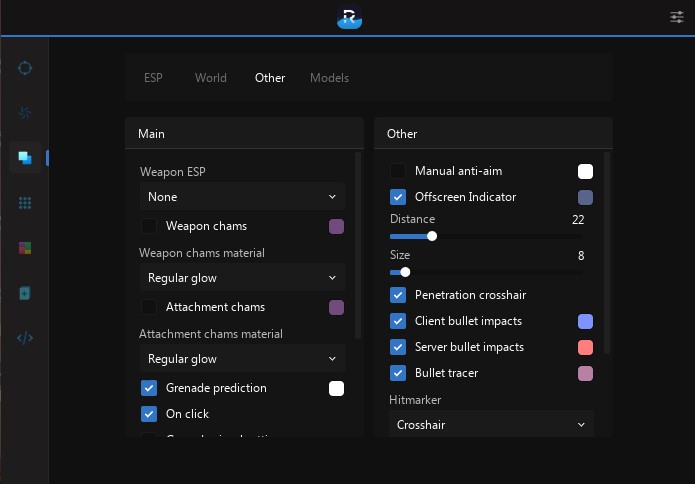 ESP World Other Models
Main
Weapon ESP
None
Weapon chams
Weapon chams material
Regular glow
Attachment chams
Attachment chams material
Regular glow
Grenade prediction
On click
Other
Manual anti-aim
Offscreen Indicator
Distance 22
Size 8
Penetration crosshair
Client bullet impacts
Server bullet impacts
Bullet tracer
Hitmarker
Crosshair